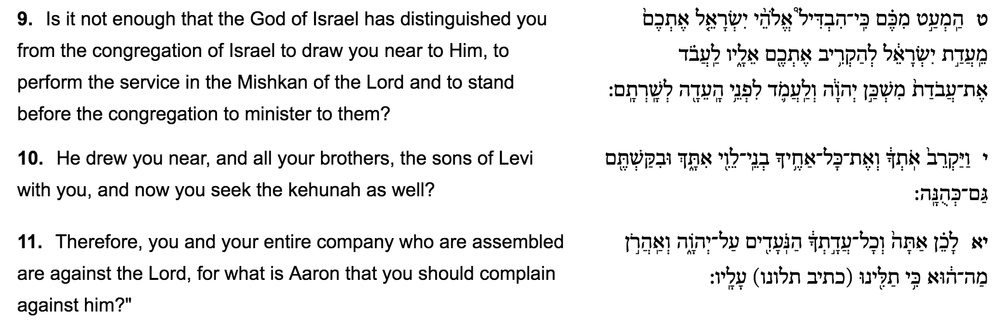 9. Is it not enough that the God of Israel has distinguished you
from the congregation of Israel to draw you near to Him, to
perform the service in the Mishkan of the Lord and to stand
before the congregation to minister to them?
ט הַֽמְעַ֣ט מִכֶּ֗ם כִּֽי־הִבְדִּיל֩ אֱלֹהֵ֨י יִשְׂרָאֵ֤ל אֶתְכֶם֙
מֵֽעֲדַ֣ת יִשְׂרָאֵ֔ל לְהַקְרִ֥יב אֶתְכֶ֖ם אֵלָ֑יו לַֽעֲבֹ֗ד
אֶת־עֲבֹדַת֙ מִשְׁכַּ֣ן יְהֹוָ֔ה וְלַֽעֲמֹ֛ד לִפְנֵ֥י הָֽעֵדָ֖ה לְשָֽׁרְתָֽם:
10. He drew you near, and all your brothers, the sons of Levi
with you, and now you seek the kehunah as well?
י וַיַּקְרֵב֙ אֹֽתְךָ֔ וְאֶת־כָּל־אַחֶ֥יךָ בְנֵֽי־לֵוִ֖י אִתָּ֑ךְ וּבִקַּשְׁתֶּ֖ם
גַּם־כְּהֻנָּֽה:
11. Therefore, you and your entire company who are assembled
are against the Lord, for what is Aaron that you should complain
against him?"
יא לָכֵ֗ן אַתָּה֙ וְכָל־עֲדָ֣תְךָ֔ הַנֹּֽעָדִ֖ים עַל־יְהֹוָ֑ה וְאַֽהֲרֹ֣ן
מַה־ה֔וּא כִּ֥י תַלִּ֖ינוּ (כתיב תלונו) עָלָֽיו: